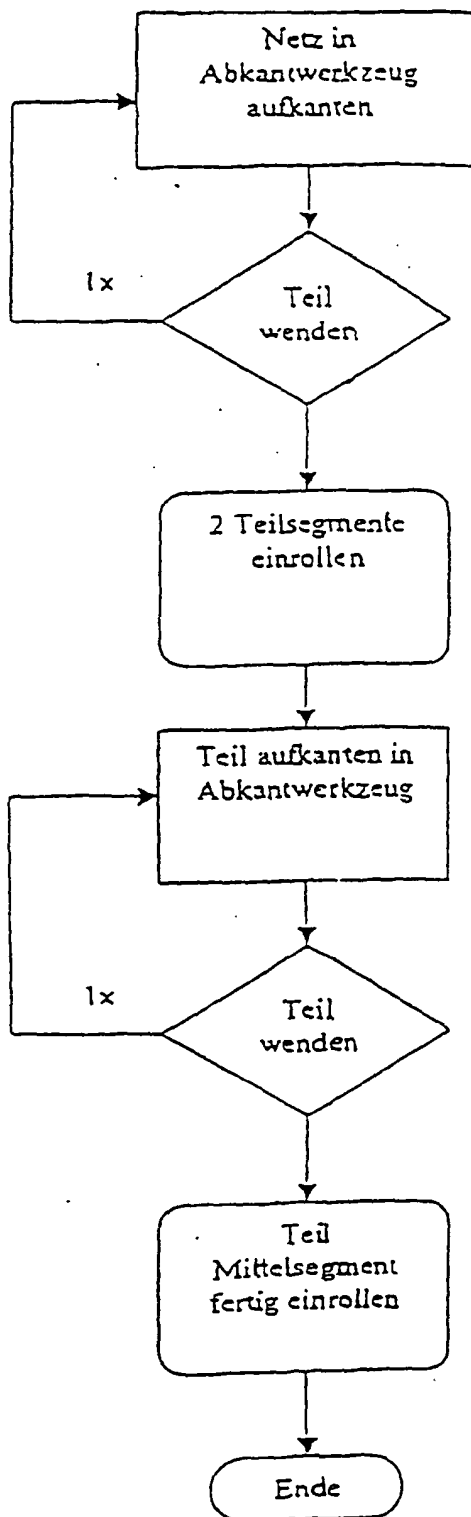 Netz in
Abkantwerkzeug
aufkanten
1x
Teil
wenden
2 Teilsegmente
einrollen
Teil aufkanten in
Abkantwerkzeug
1x
Teil
wenden
Teil
Mittelsegment
fertig einrollen
Ende